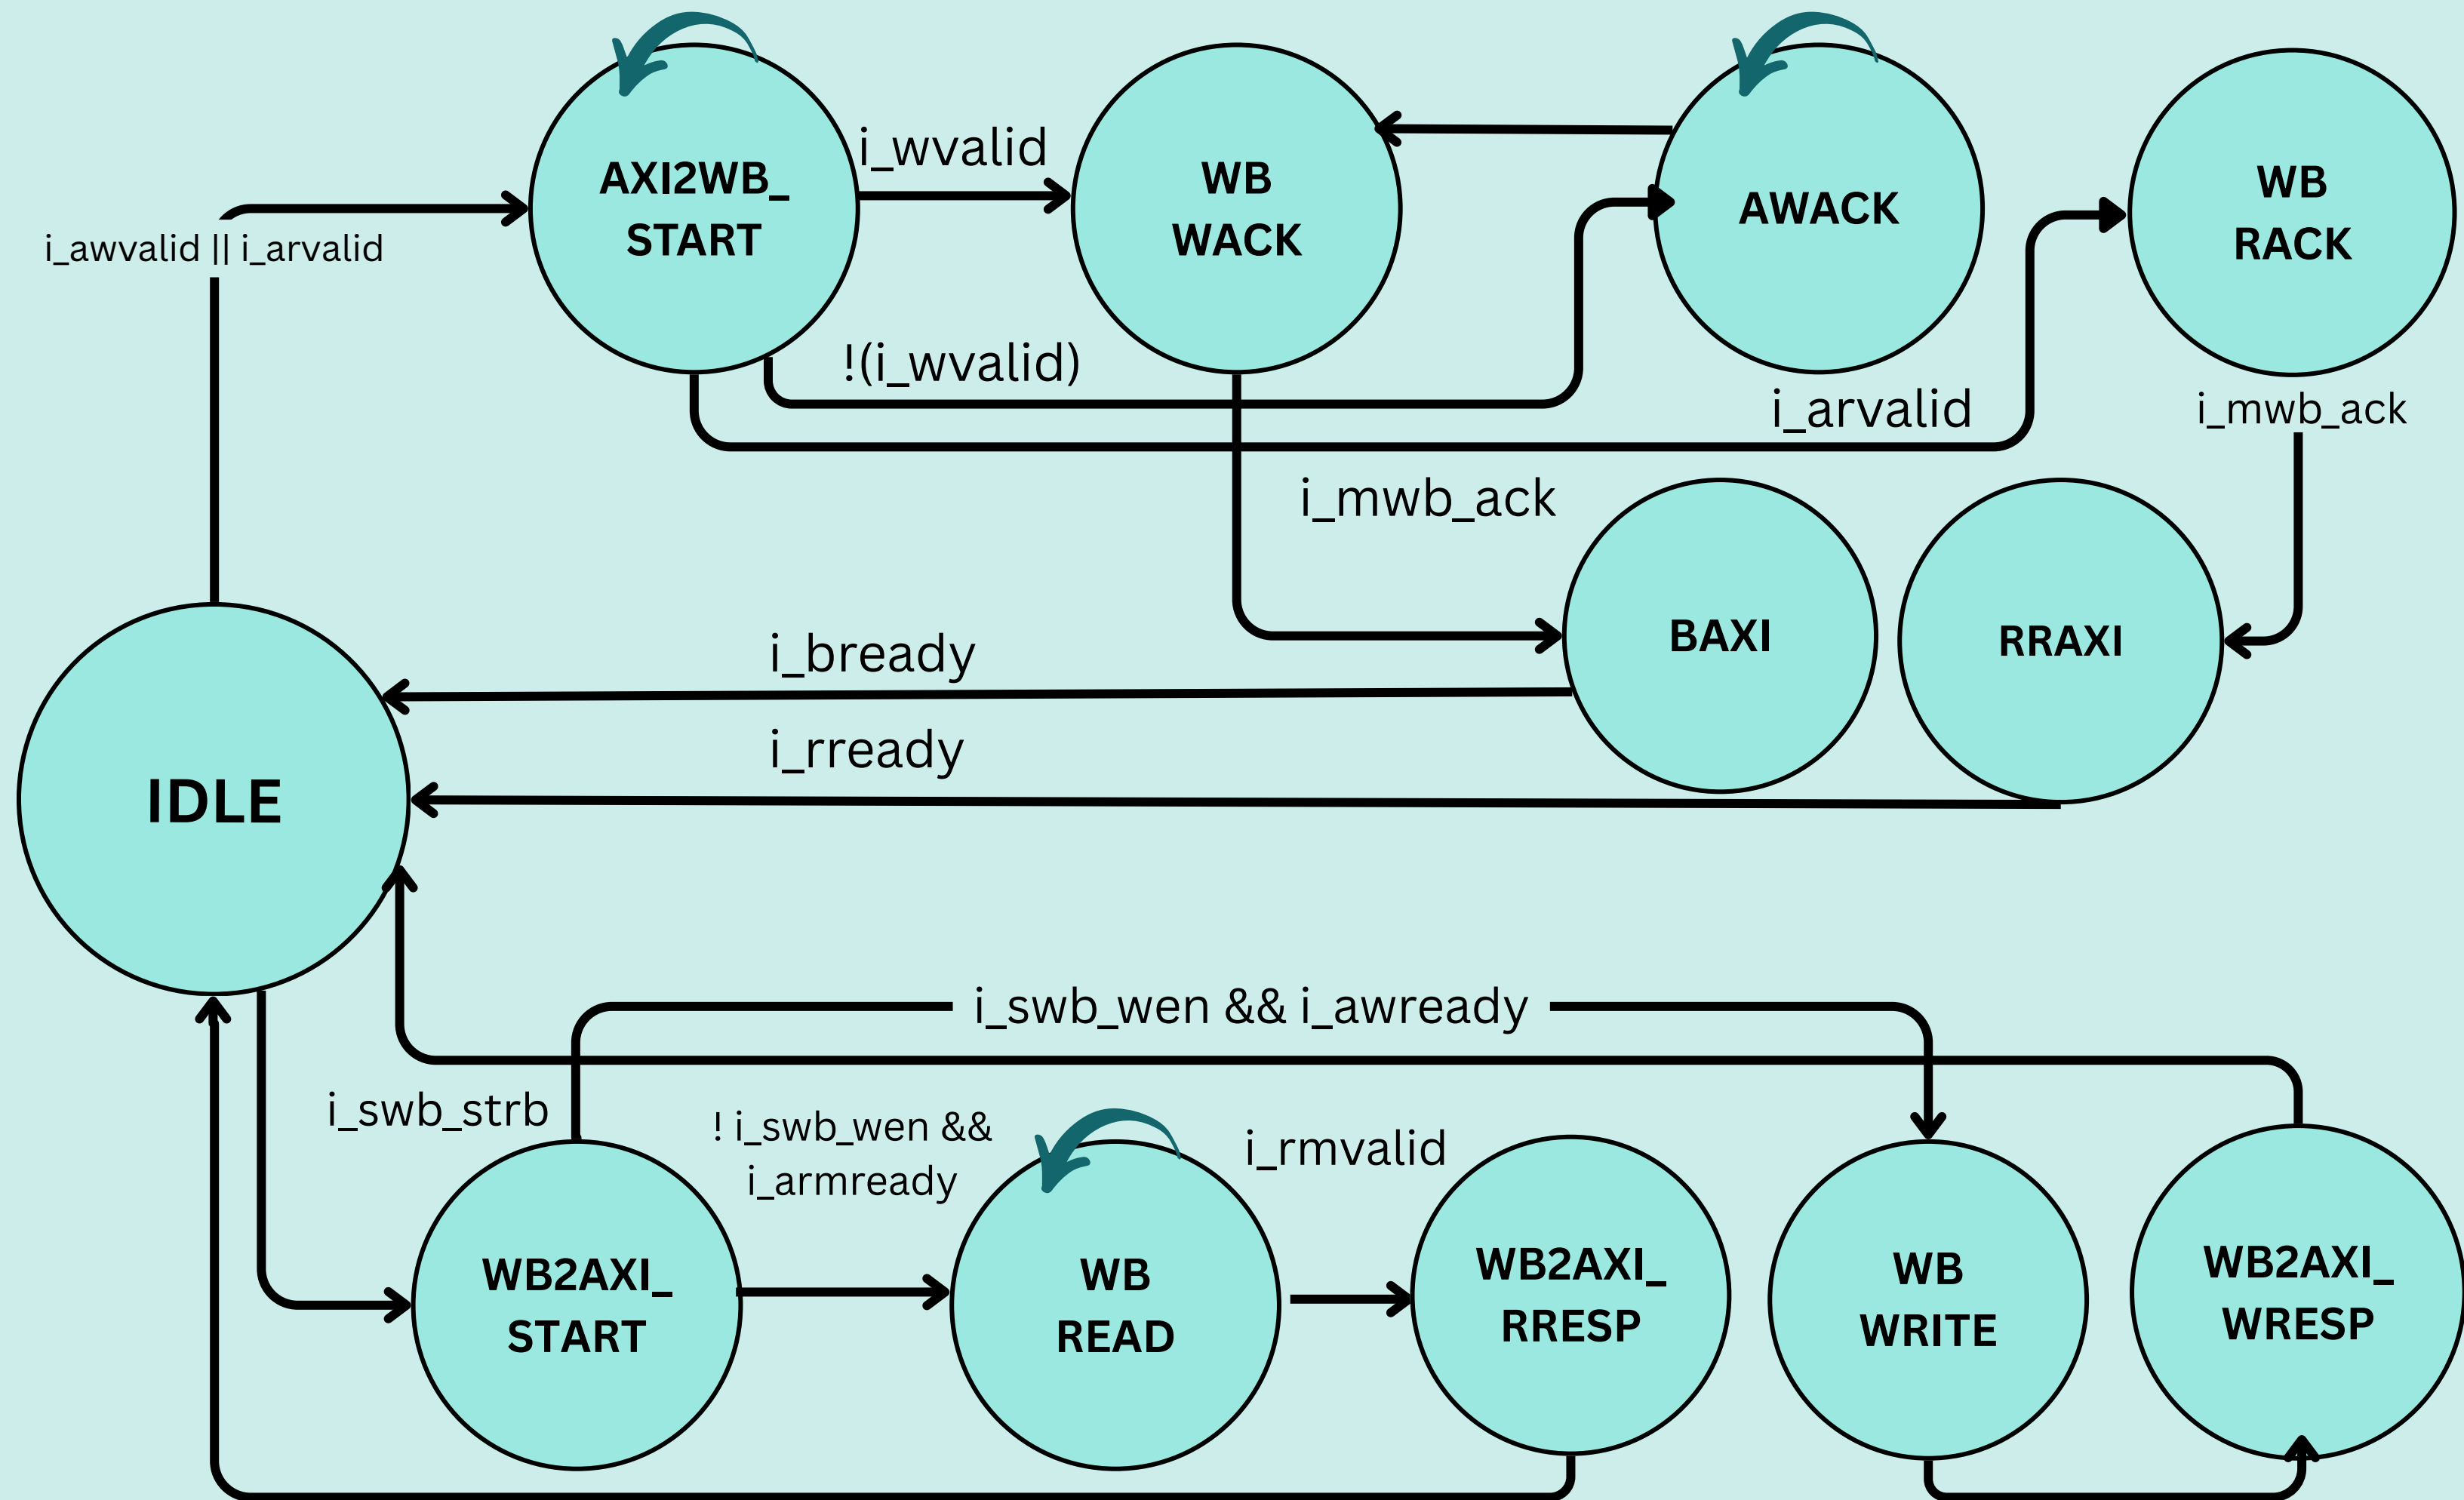 AXI2WB_
START
i_wvalid
WB
WACK
AWACK
WB
RACK
i_awvalid || i_arvalid
!(i_wvalid)
i_arvalid
i_mwb_ack
i_mwb_ack
BAXI
RRAXI
i_bready
i_rready
IDLE
i_swb_wen && i_awready
i_swb_strb
! i_swb_wen &&
i_armready
i_rmvalid
WB2AXI_
START
WB
READ
WB2AXI_
RRESP
WB
WRITE
WB2AXI_
WRESP